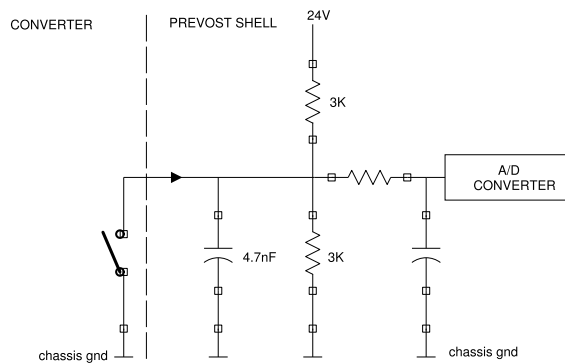 CONVERTER
PREVOST SHELL
24V
3K
A/D
CONVERTER
4.7nF
3K
chassis gnd
chassis gnd